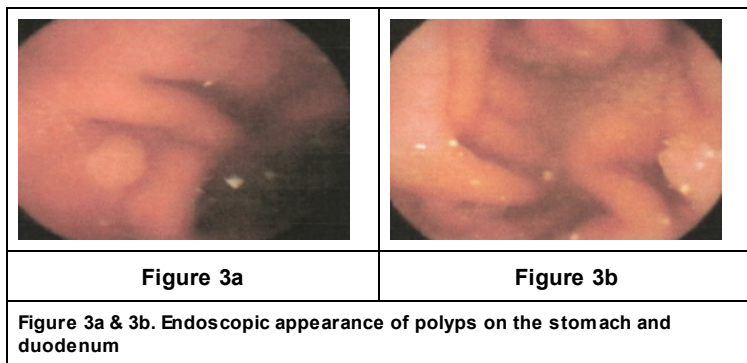 Figure 3a
Figure 3b
Figure 3a & 3b. Endoscopic appearance of polyps on the stomach and
duodenum